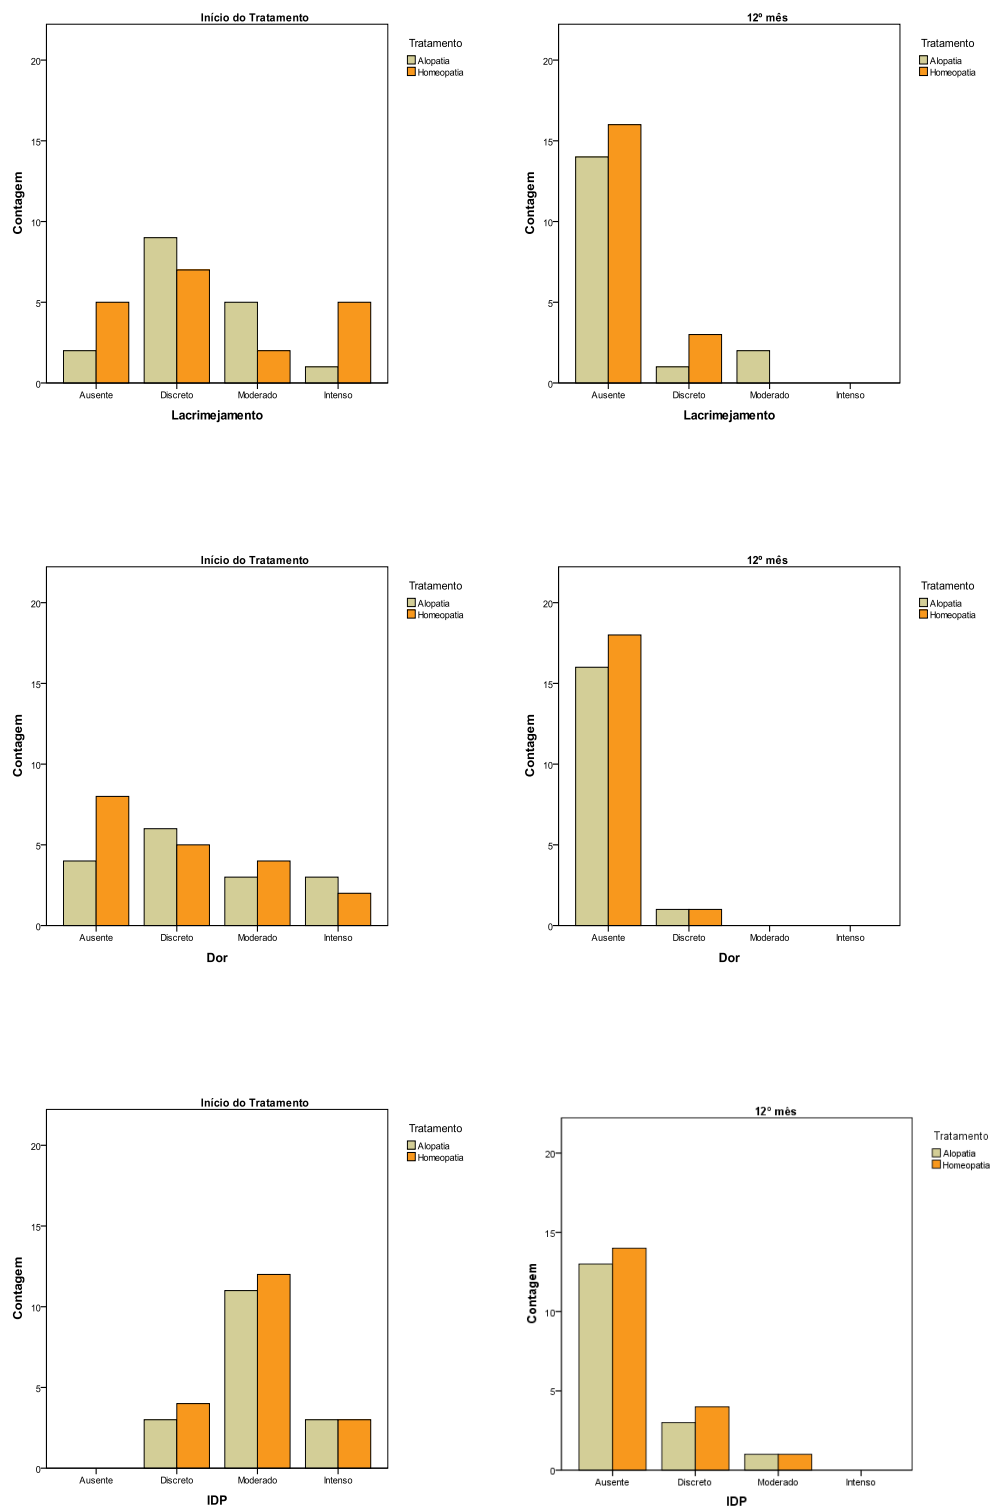 Início do Tratamento
Tratamento
Alopatia
Homeopatia
Contagem
20
15
10
5
0
Ausente Discreto Moderado Intenso
Lacrimejamento
12º mês
Tratamento
Alopatia
Homeopatia
Contagem
20
15
10
5
0
Ausente Discreto Moderado Intenso
Lacrimejamento
Início do Tratamento
Tratamento
Alopatia
Homeopatia
Contagem
20
15
10
5
0
Ausente Discreto Moderado Intenso
Dor
12º mês
Tratamento
Alopatia
Homeopatia
Contagem
20
15
10
5
0
Ausente Discreto Moderado Intenso
Dor
Início do Tratamento
Tratamento
Alopatia
Homeopatia
Contagem
20
15
10
5
0
Ausente Discreto Moderado Intenso
IDP
12º mês
Tratamento
Alopatia
Homeopatia
Contagem
20
15
10
5
0
Ausente Discreto Moderado Intenso
IDP